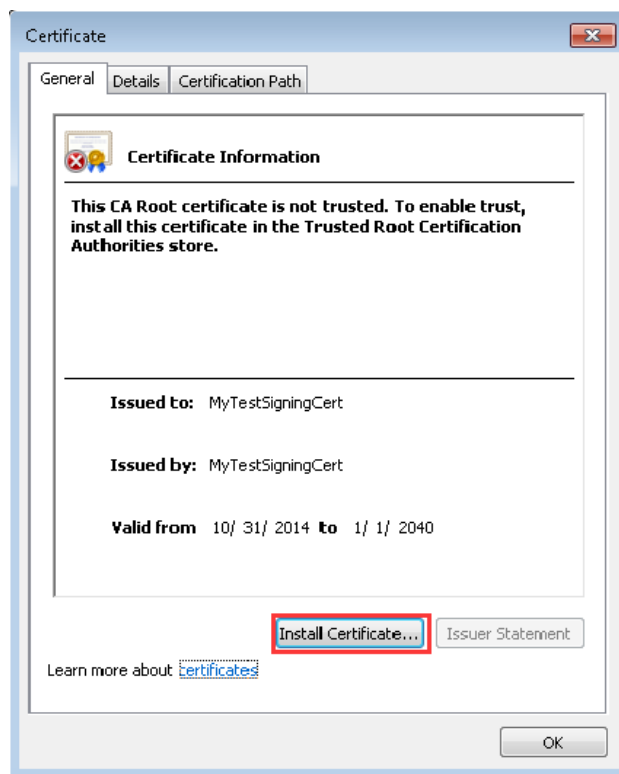 Certificate
General Details Certification Path
Certificate Information
This CA Root certificate is not trusted. To enable trust,
install this certificate in the Trusted Root Certification
Authorities store.
Issued to: MyTestSigningCert
Issued by: MyTestSigningCert
Valid from 10/ 31/ 2014 to 1/ 1/ 2040
Install Certificate... Issuer Statement
Learn more about certificates
OK